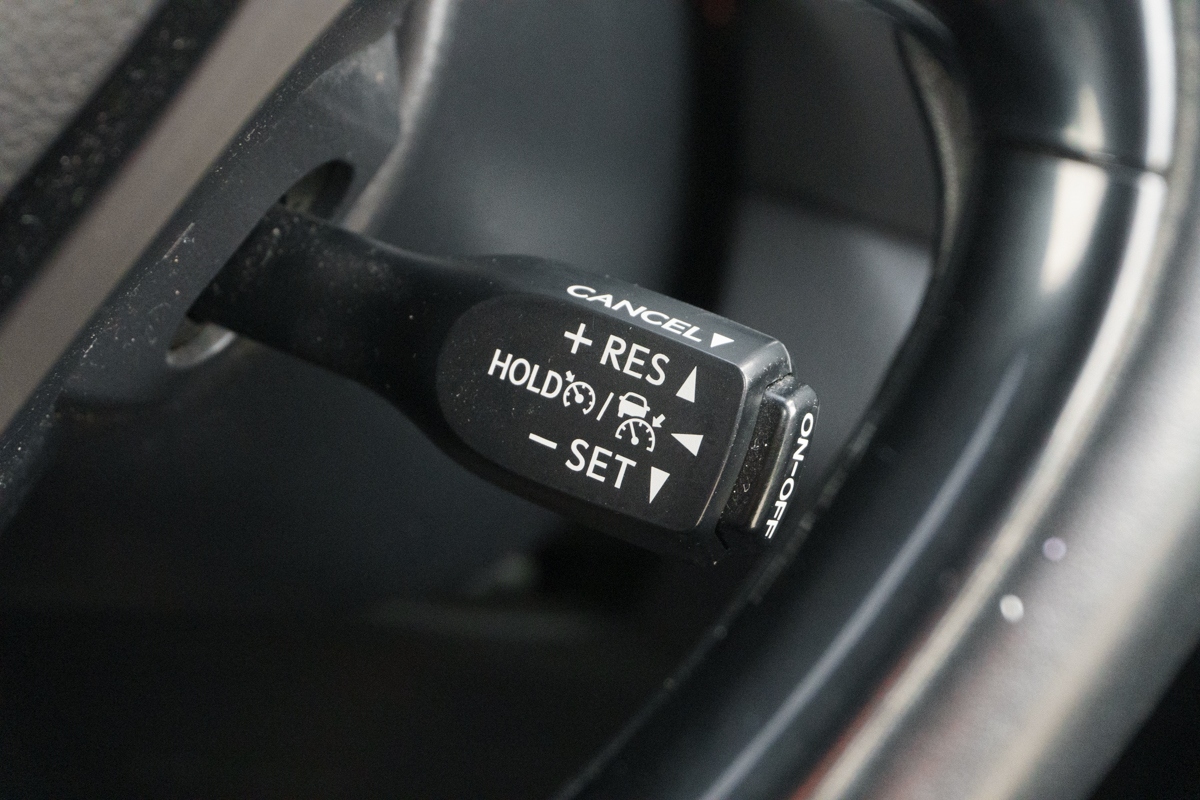 CANCEL
+ RES
HOLD /
− SET
ON-OFF